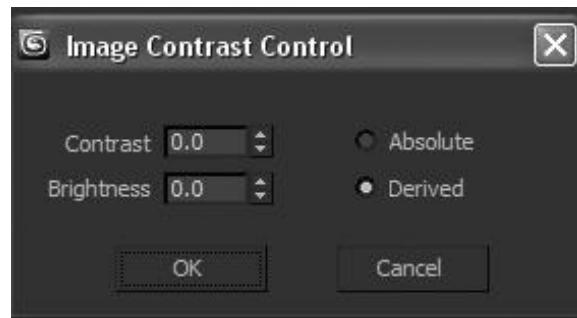 Image Contrast Control
Contrast 0.0 Absolute
Brightness 0.0 Derived
OK Cancel